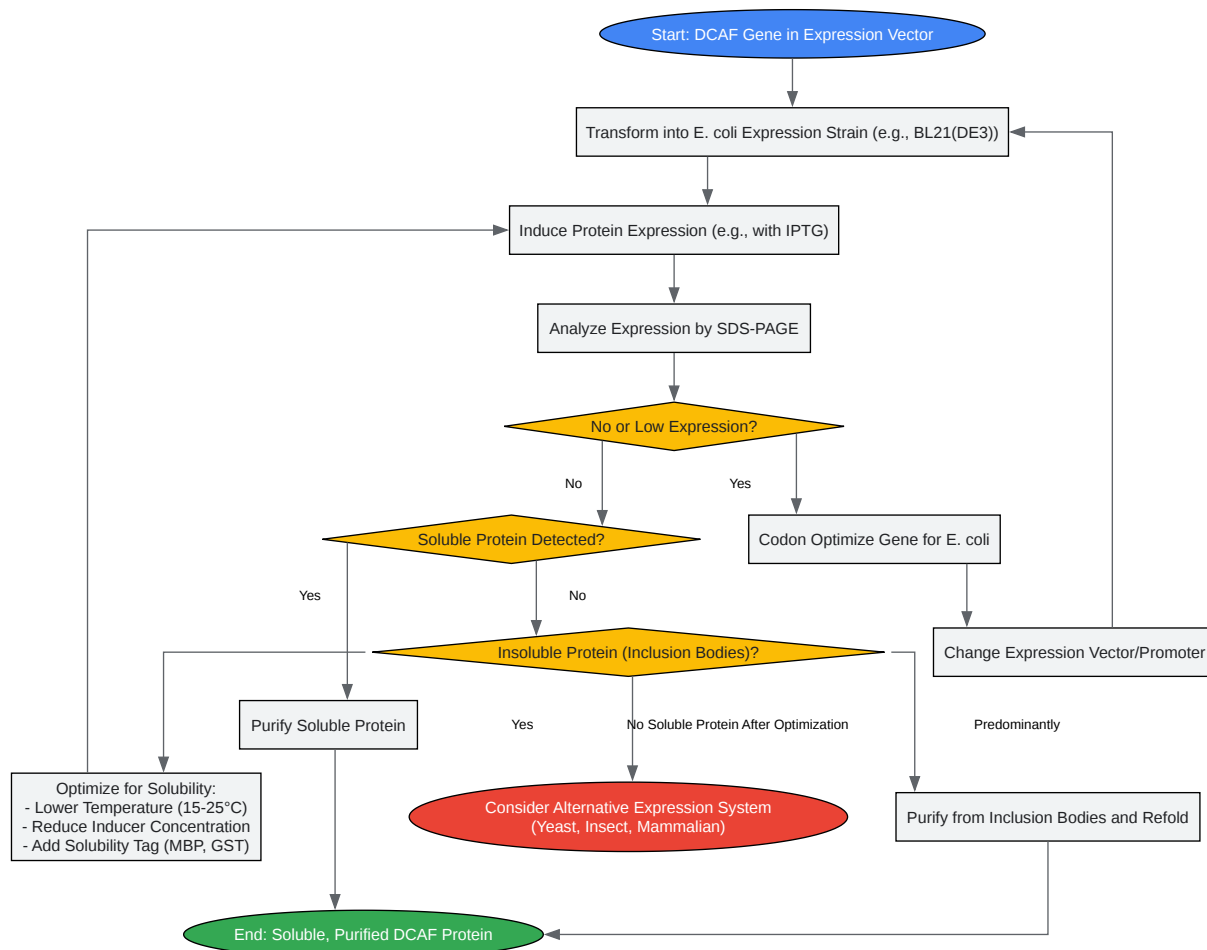 Start: DCAF Gene in Expression Vector
Transform into E. coli Expression Strain (e.g., BL21(DE3))
Induce Protein Expression (e.g., with IPTG)
Analyze Expression by SDS-PAGE
No or Low Expression?
No
Yes
Soluble Protein Detected?
Codon Optimize Gene for E. coli
Yes
No
Insoluble Protein (Inclusion Bodies)?
Change Expression Vector/Promoter
Purify Soluble Protein
Yes
No Soluble Protein After Optimization
Predominantly
Optimize for Solubility:
- Lower Temperature (15-25°C)
- Reduce Inducer Concentration
- Add Solubility Tag (MBP, GST)
Consider Alternative Expression System
(Yeast, Insect, Mammalian)
Purify from Inclusion Bodies and Refold
End: Soluble, Purified DCAF Protein